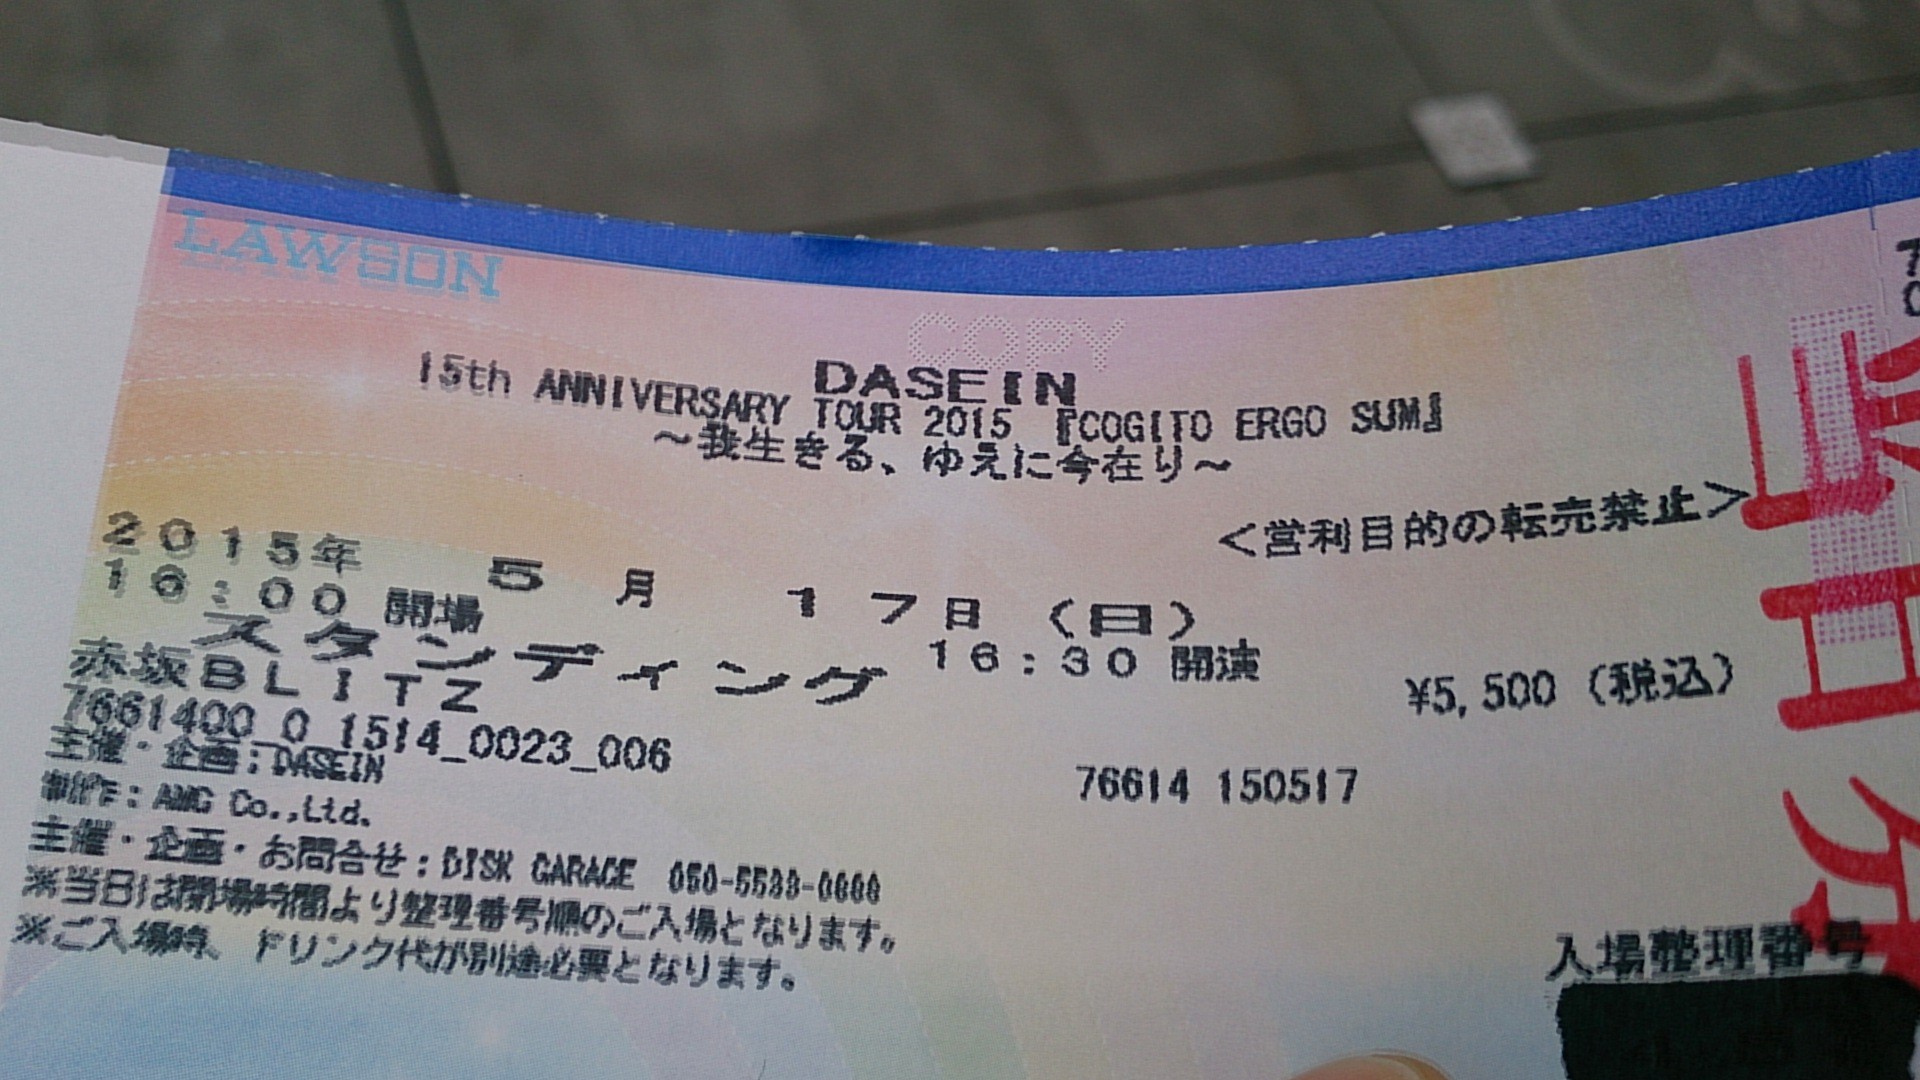 LAWSON
COPY
DASEIN
15th ANNIVERSARY TOUR 2015 『COGITO ERGO SUM』
～我生きる、ゆえに今在り～
＜営利目的の転売禁止＞
2015年 5月 17日（日）
16:00 開場 16:30 開演
スタンディング
¥5,500（税込）
赤坂BLITZ
7661400_0_1514_0023_006
76614 150517
主催・企画：DASEIN
制作：AMG Co.,Ltd.
主催・企画・お問合せ：DISK GARAGE
※当日は開場時間より整理番号順のご入場となります。
※ご入場時、ドリンク代が別途必要となります。
入場整理番号